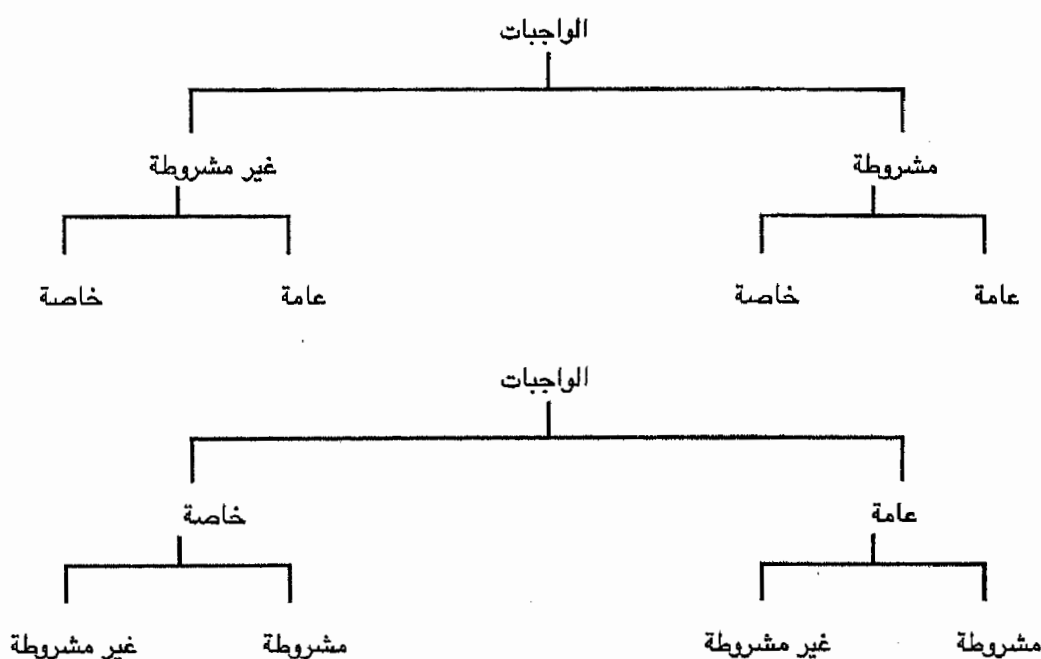 الواجبات
مشروطة غير مشروطة
عامة خاصة عامة خاصة
الواجبات
عامة خاصة
مشروطة غير مشروطة مشروطة غير مشروطة